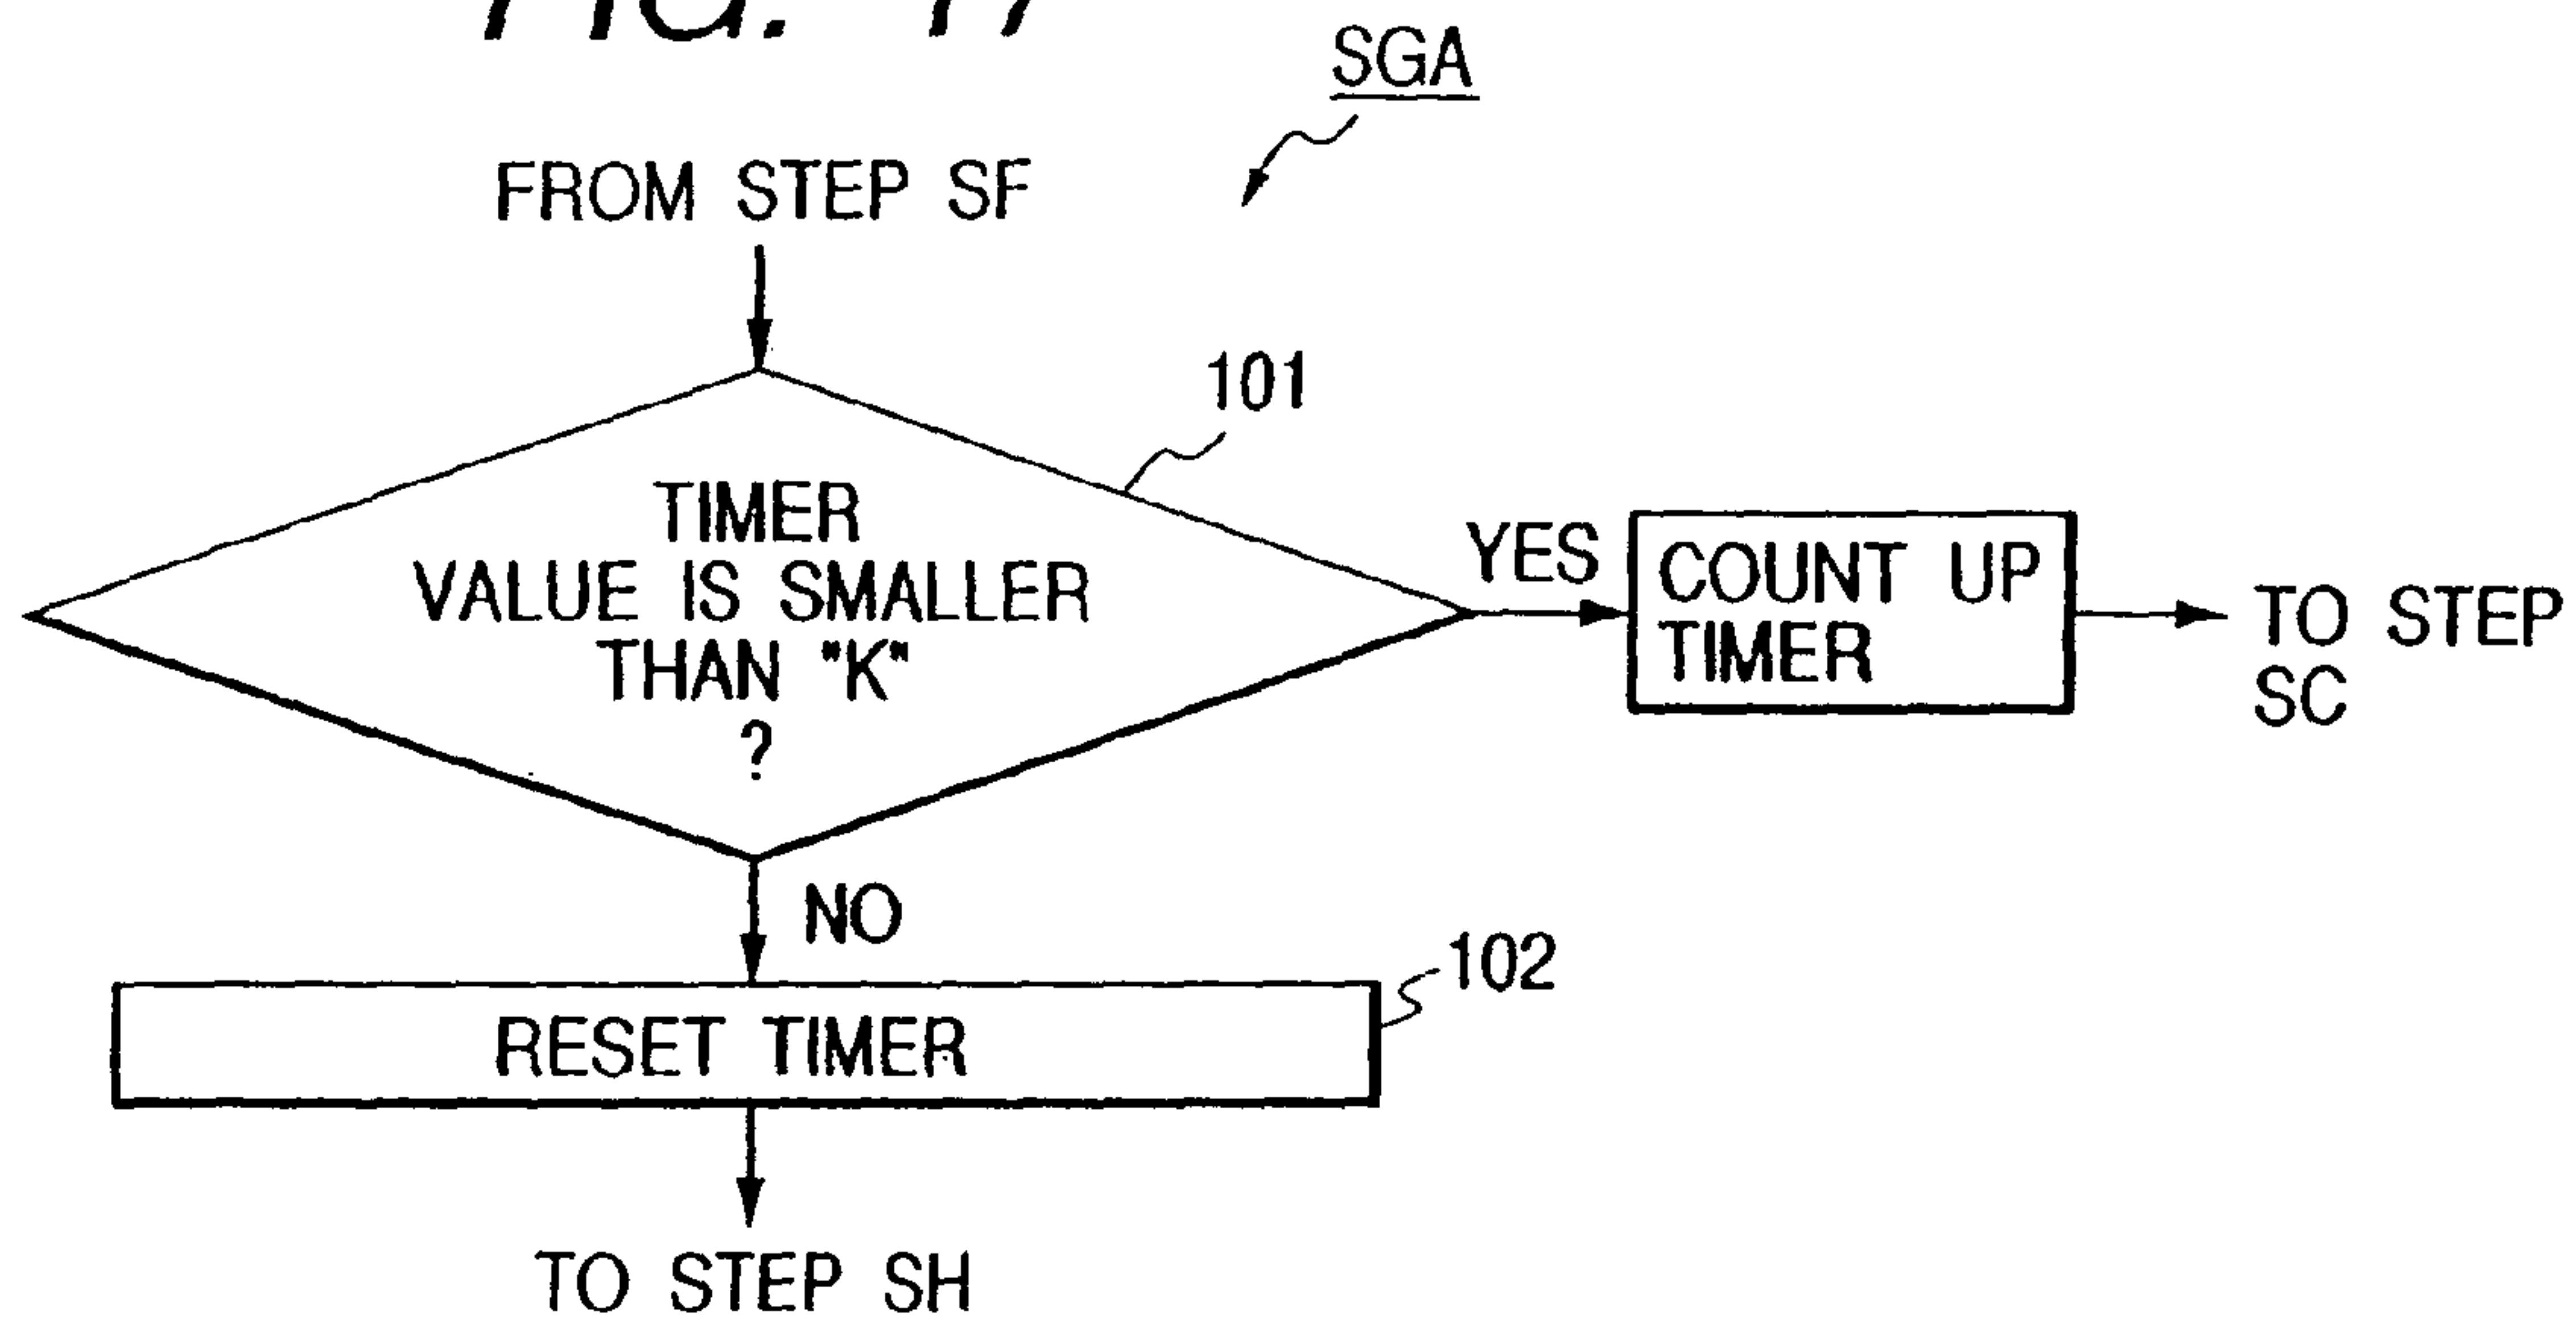 SGA
FROM STEP SF
101
TIMER
VALUE IS SMALLER
THAN "K"
?
YES
COUNT UP
TIMER
TO STEP
SC
NO
102
RESET TIMER
TO STEP SH